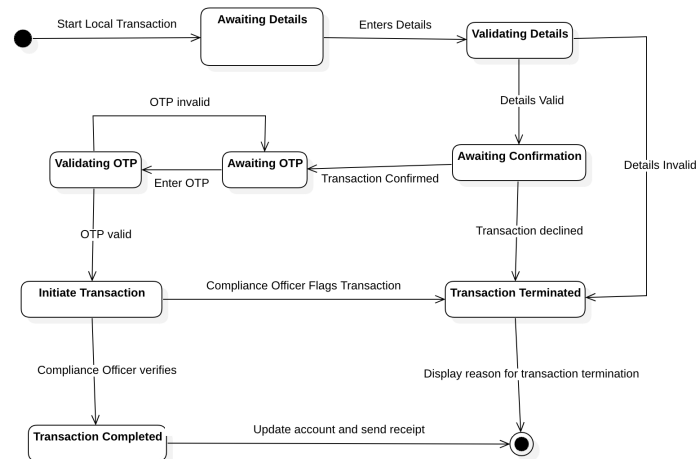 Awaiting Details
Start Local Transaction
Enters Details
Validating Details
OTP invalid
Details Valid
Validating OTP
Awaiting OTP
Awaiting Confirmation
Details Invalid
Enter OTP
Transaction Confirmed
OTP valid
Transaction declined
Initiate Transaction
Compliance Officer Flags Transaction
Transaction Terminated
Compliance Officer verifies
Display reason for transaction termination
Transaction Completed
Update account and send receipt